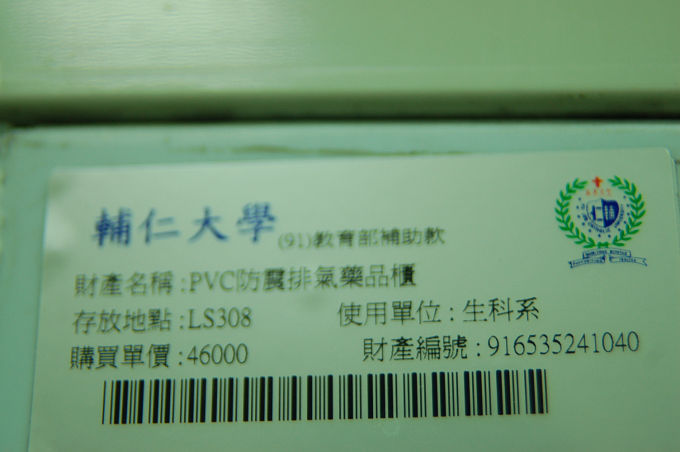 輔仁大學 (91)教育部補助款
財產名稱:PVC防震排氣藥品櫃
存放地點:LS308 使用單位:生科系
購買單價:46000 財產編號:916535241040